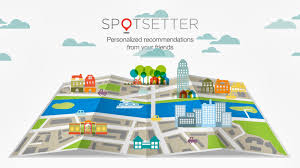 SPOTSETTER
Personalized recommendations
from your friends